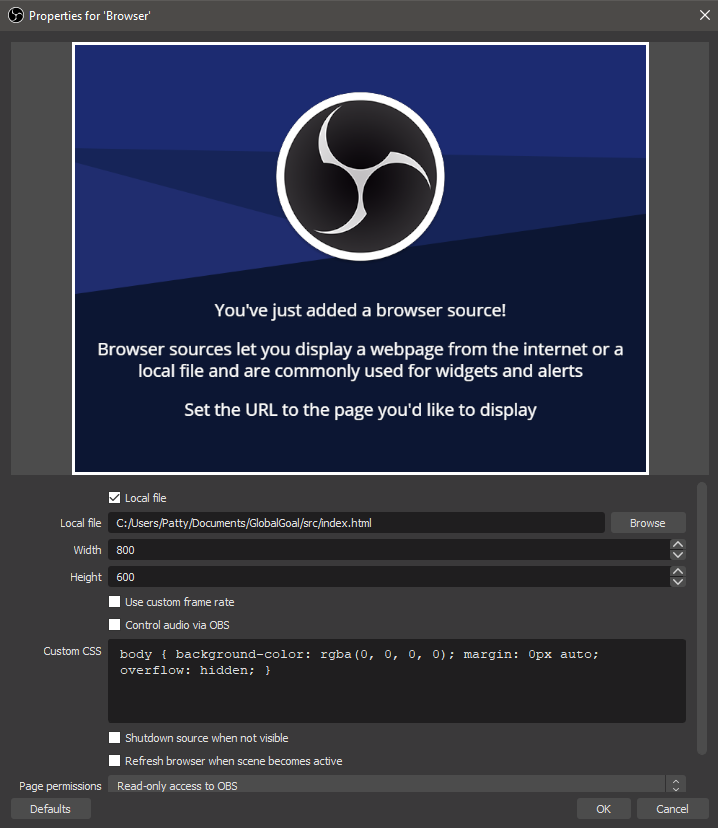 Properties for 'Browser'
You've just added a browser source!
Browser sources let you display a webpage from the internet or a
local file and are commonly used for widgets and alerts
Set the URL to the page you'd like to display
Local file
Local file C:/Users/Patty/Documents/GlobalGoal/src/index.html Browse
Width 800
Height 600
Use custom frame rate
Control audio via OBS
Custom CSS body { background-color: rgba(0, 0, 0, 0); margin: 0px auto;
overflow: hidden; }
Shutdown source when not visible
Refresh browser when scene becomes active
Page permissions Read-only access to OBS
Defaults OK Cancel